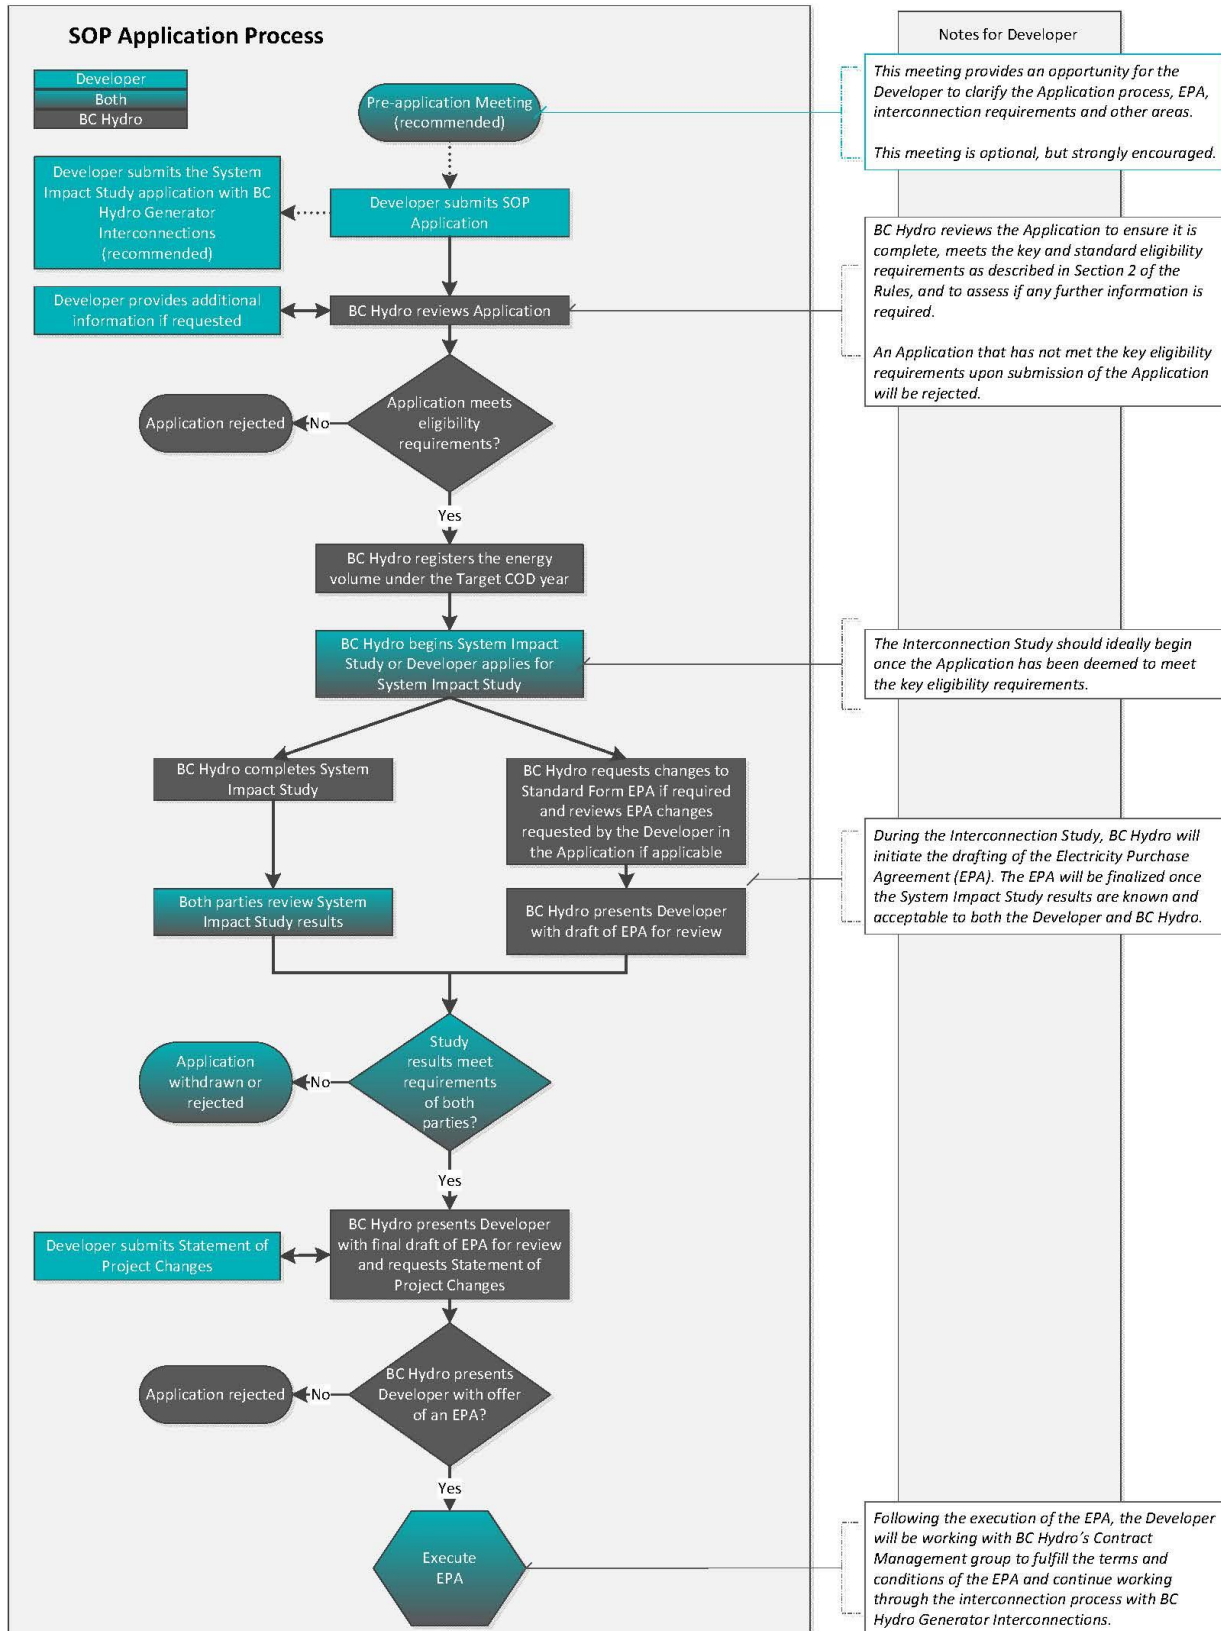 SOP Application Process
Notes for Developer
Developer
Both
BC Hydro
Pre-application Meeting
(recommended)
This meeting provides an opportunity for the
Developer to clarify the Application process, EPA,
interconnection requirements and other areas.
This meeting is optional, but strongly encouraged.
Developer submits the System
Impact Study application with BC
Hydro Generator
Interconnections
(recommended)
Developer submits SOP
Application
BC Hydro reviews the Application to ensure it is
complete, meets the key and standard eligibility
requirements as described in Section 2 of the
Rules, and to assess if any further information is
required.
An Application that has not met the key eligibility
requirements upon submission of the Application
will be rejected.
Developer provides additional
information if requested
BC Hydro reviews Application
Application meets
eligibility
requirements?
No
Application rejected
Yes
BC Hydro registers the energy
volume under the Target COD year
BC Hydro begins System Impact
Study or Developer applies for
System Impact Study
The Interconnection Study should ideally begin
once the Application has been deemed to meet
the key eligibility requirements.
BC Hydro completes System
Impact Study
BC Hydro requests changes to
Standard Form EPA if required
and reviews EPA changes
requested by the Developer in
the Application if applicable
During the Interconnection Study, BC Hydro will
initiate the drafting of the Electricity Purchase
Agreement (EPA). The EPA will be finalized once
the System Impact Study results are known and
acceptable to both the Developer and BC Hydro.
Both parties review System
Impact Study results
BC Hydro presents Developer
with draft of EPA for review
Study
results meet
requirements
of both
parties?
No
Application
withdrawn or
rejected
Yes
BC Hydro presents Developer
with final draft of EPA for review
and requests Statement of
Project Changes
Developer submits Statement of
Project Changes
BC Hydro presents
Developer with offer
of an EPA?
No
Application rejected
Yes
Execute
EPA
Following the execution of the EPA, the Developer
will be working with BC Hydro's Contract
Management group to fulfill the terms and
conditions of the EPA and continue working
through the interconnection process with BC
Hydro Generator Interconnections.